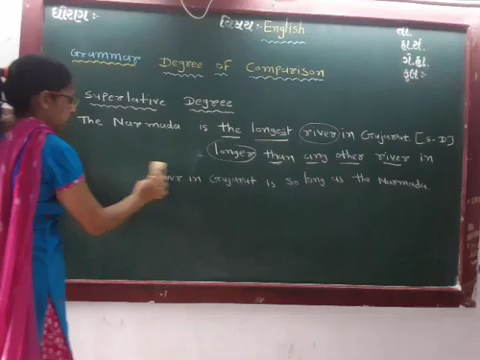 ધોરણ:-
વિષય:- English
તા.
હા.સં.
ગે.હા.
કુલ:-
Grammar Degree of Comparison
Superlative Degree
The Narmada is the longest river in Gujarat. [S.D]
longer than any other river in
in Gujarat is so long as the Narmada.